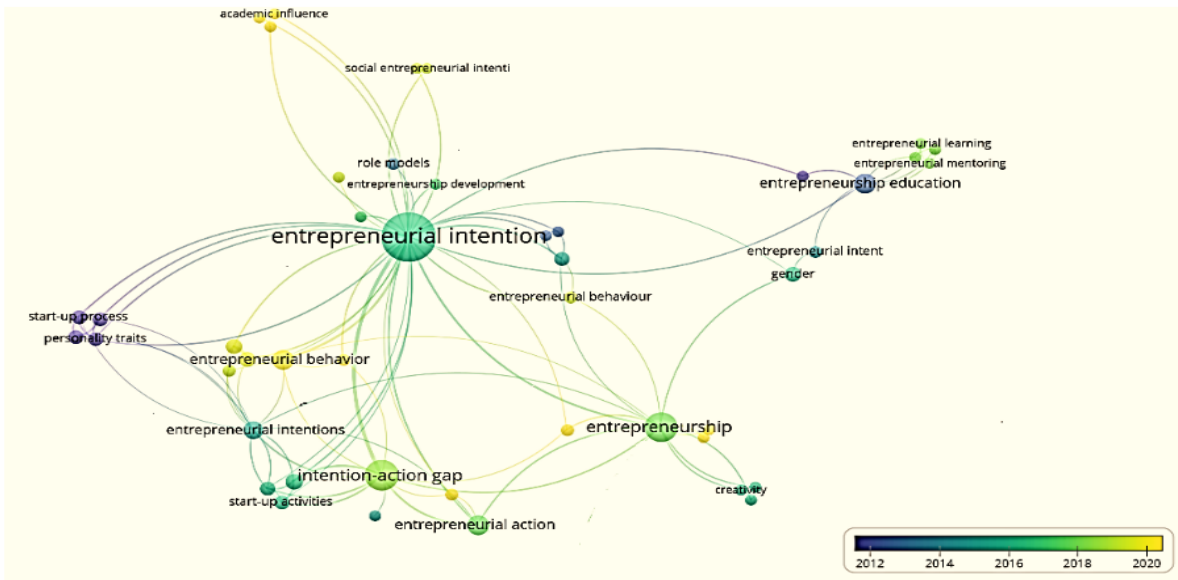 academic influence
social entrepreneurial intenti
entrepreneurial learning
role models
entrepreneurial mentoring
entrepreneurship development
entrepreneurship education
entrepreneurial intention
entrepreneurial intent
gender
entrepreneurial behaviour
start-up process
personality traits
entrepreneurial behavior
entrepreneurial intentions
entrepreneurship
intention-action gap
creativity
start-up activities
entrepreneurial action
2012 2014 2016 2018 2020